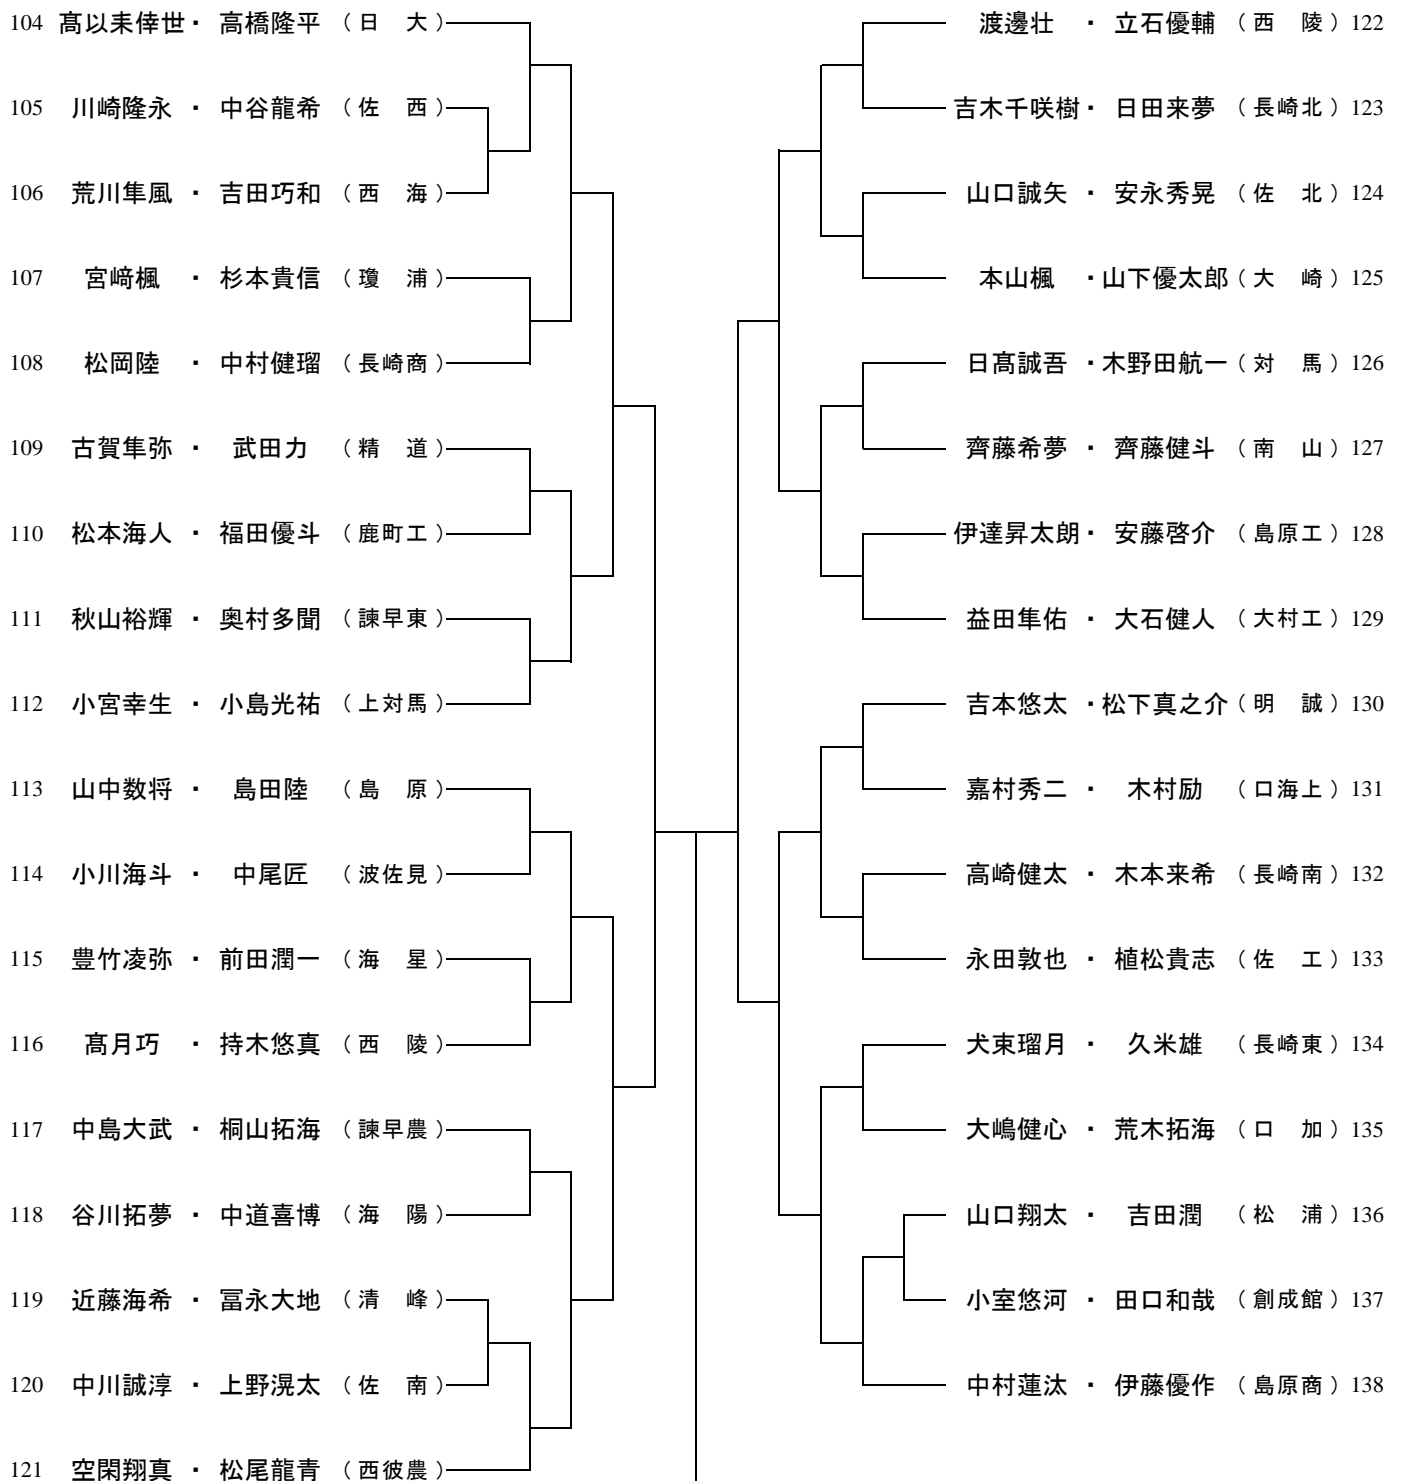 104 髙以耒倖世・ 高橋隆平 （日　大）
105 川崎隆永 ・ 中谷龍希 （佐　西）
106 荒川隼風 ・ 吉田巧和 （西　海）
107 宮﨑楓 ・ 杉本貴信 （瓊　浦）
108 松岡陸 ・ 中村健瑠 （長崎商）
109 古賀隼弥 ・ 武田力 （精　道）
110 松本海人 ・ 福田優斗 （鹿町工）
111 秋山裕輝 ・ 奥村多聞 （諫早東）
112 小宮幸生 ・ 小島光祐 （上対馬）
113 山中数将 ・ 島田陸 （島　原）
114 小川海斗 ・ 中尾匠 （波佐見）
115 豊竹凌弥 ・ 前田潤一 （海　星）
116 髙月巧 ・ 持木悠真 （西　陵）
117 中島大武 ・ 桐山拓海 （諫早農）
118 谷川拓夢 ・ 中道喜博 （海　陽）
119 近藤海希 ・ 冨永大地 （清　峰）
120 中川誠淳 ・ 上野滉太 （佐　南）
121 空閑翔真 ・ 松尾龍青 （西彼農）
渡邊壮 ・ 立石優輔 （西　陵） 122
吉木千咲樹・ 日田来夢 （長崎北） 123
山口誠矢 ・ 安永秀晃 （佐　北） 124
本山楓 ・山下優太郎（大　崎） 125
日髙誠吾 ・木野田航一（対　馬） 126
齊藤希夢 ・ 齊藤健斗 （南　山） 127
伊達昇太朗・ 安藤啓介 （島原工） 128
益田隼佑 ・ 大石健人 （大村工） 129
吉本悠太 ・松下真之介（明　誠） 130
嘉村秀二 ・ 木村励 （口海上） 131
高崎健太 ・ 木本来希 （長崎南） 132
永田敦也 ・ 植松貴志 （佐　工） 133
犬束瑠月 ・ 久米雄 （長崎東） 134
大嶋健心 ・ 荒木拓海 （口　加） 135
山口翔太 ・ 吉田潤 （松　浦） 136
小室悠河 ・ 田口和哉 （創成館） 137
中村蓮汰 ・ 伊藤優作 （島原商） 138